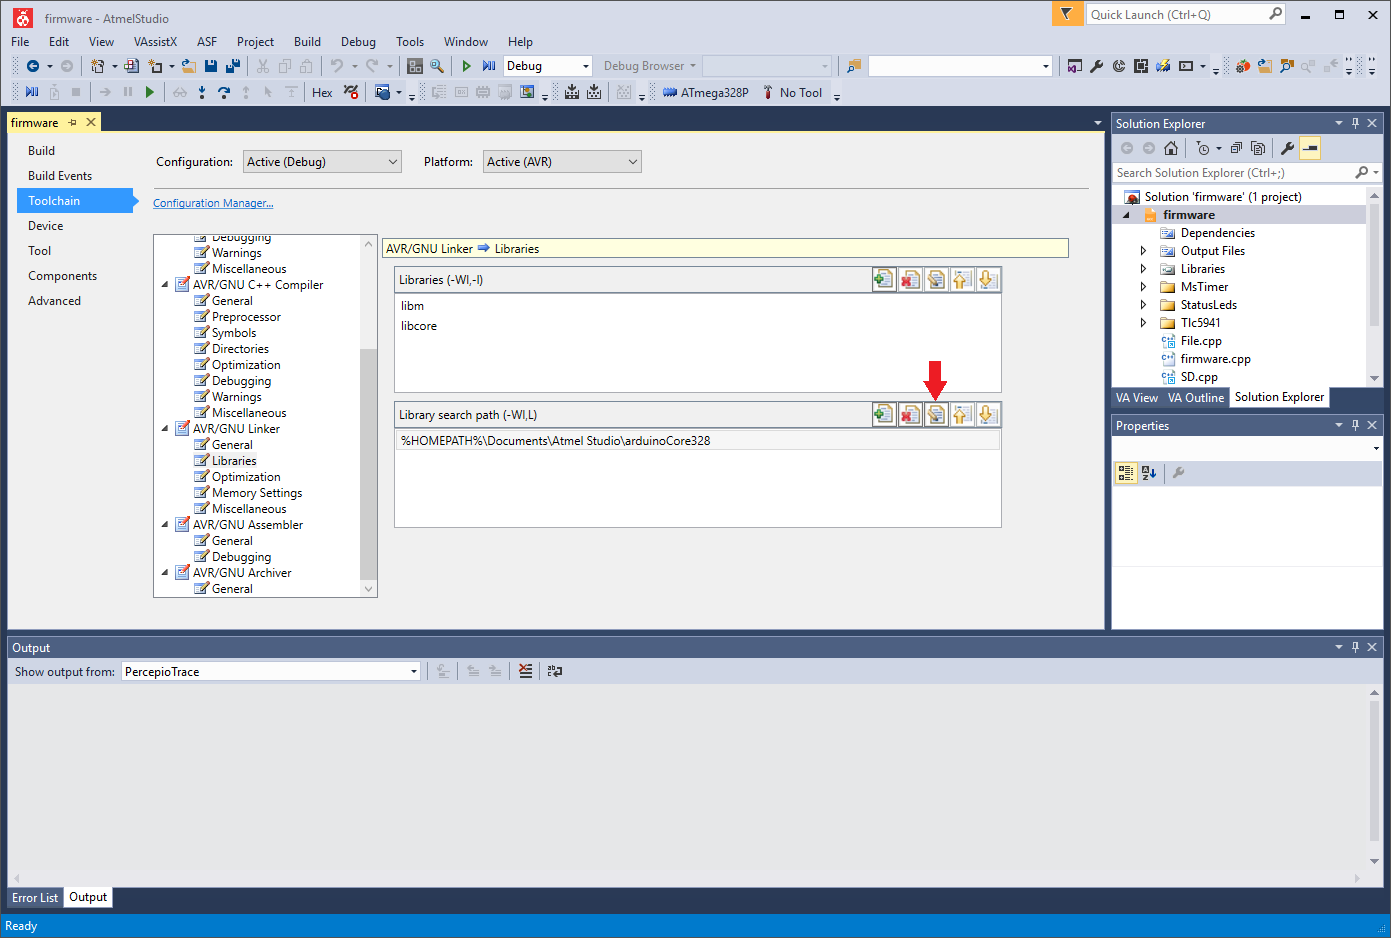 firmware - AtmelStudio
Quick Launch (Ctrl+Q)
File Edit View VAssistX ASF Project Build Debug Tools Window Help
Debug Debug Browser
Hex ATmega328P No Tool
firmware
Build
Build Events
Toolchain
Device
Tool
Components
Advanced
Configuration: Active (Debug) Platform: Active (AVR)
Configuration Manager...
Debugging
Warnings
Miscellaneous
AVR/GNU C++ Compiler
General
Preprocessor
Symbols
Directories
Optimization
Debugging
Warnings
Miscellaneous
AVR/GNU Linker
General
Libraries
Optimization
Memory Settings
Miscellaneous
AVR/GNU Assembler
General
Debugging
AVR/GNU Archiver
General
AVR/GNU Linker Libraries
Libraries (-Wl,-l)
libm
libcore
Library search path (-Wl,L)
%HOMEPATH%\Documents\Atmel Studio\arduinoCore328
Solution Explorer
Search Solution Explorer (Ctrl+;)
Solution 'firmware' (1 project)
firmware
Dependencies
Output Files
Libraries
MsTimer
StatusLeds
Tlc5941
File.cpp
firmware.cpp
SD.cpp
VA View VA Outline Solution Explorer
Properties
Output
Show output from: PercepioTrace
Error List Output
Ready